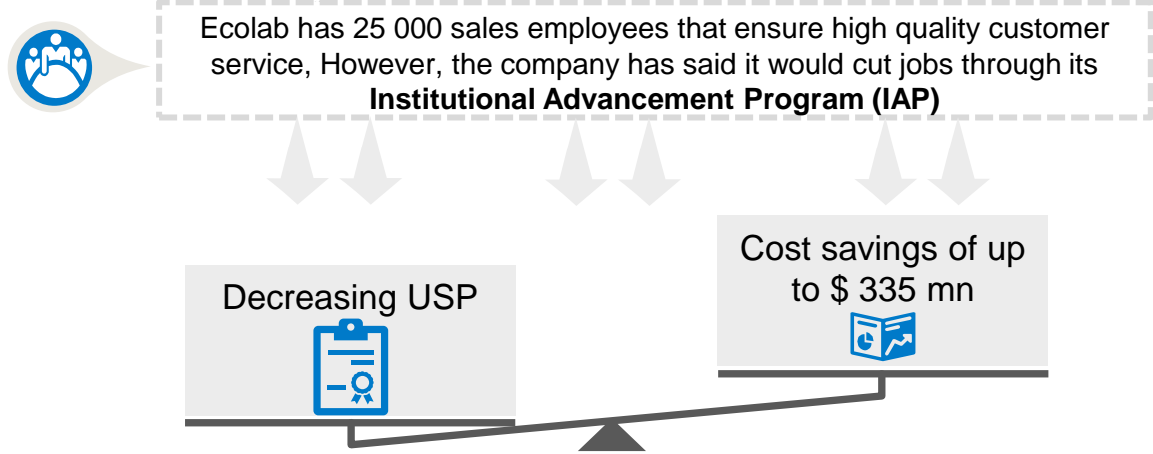 Ecolab has 25 000 sales employees that ensure high quality customer
service, However, the company has said it would cut jobs through its
Institutional Advancement Program (IAP)
Decreasing USP
Cost savings of up
to $ 335 mn